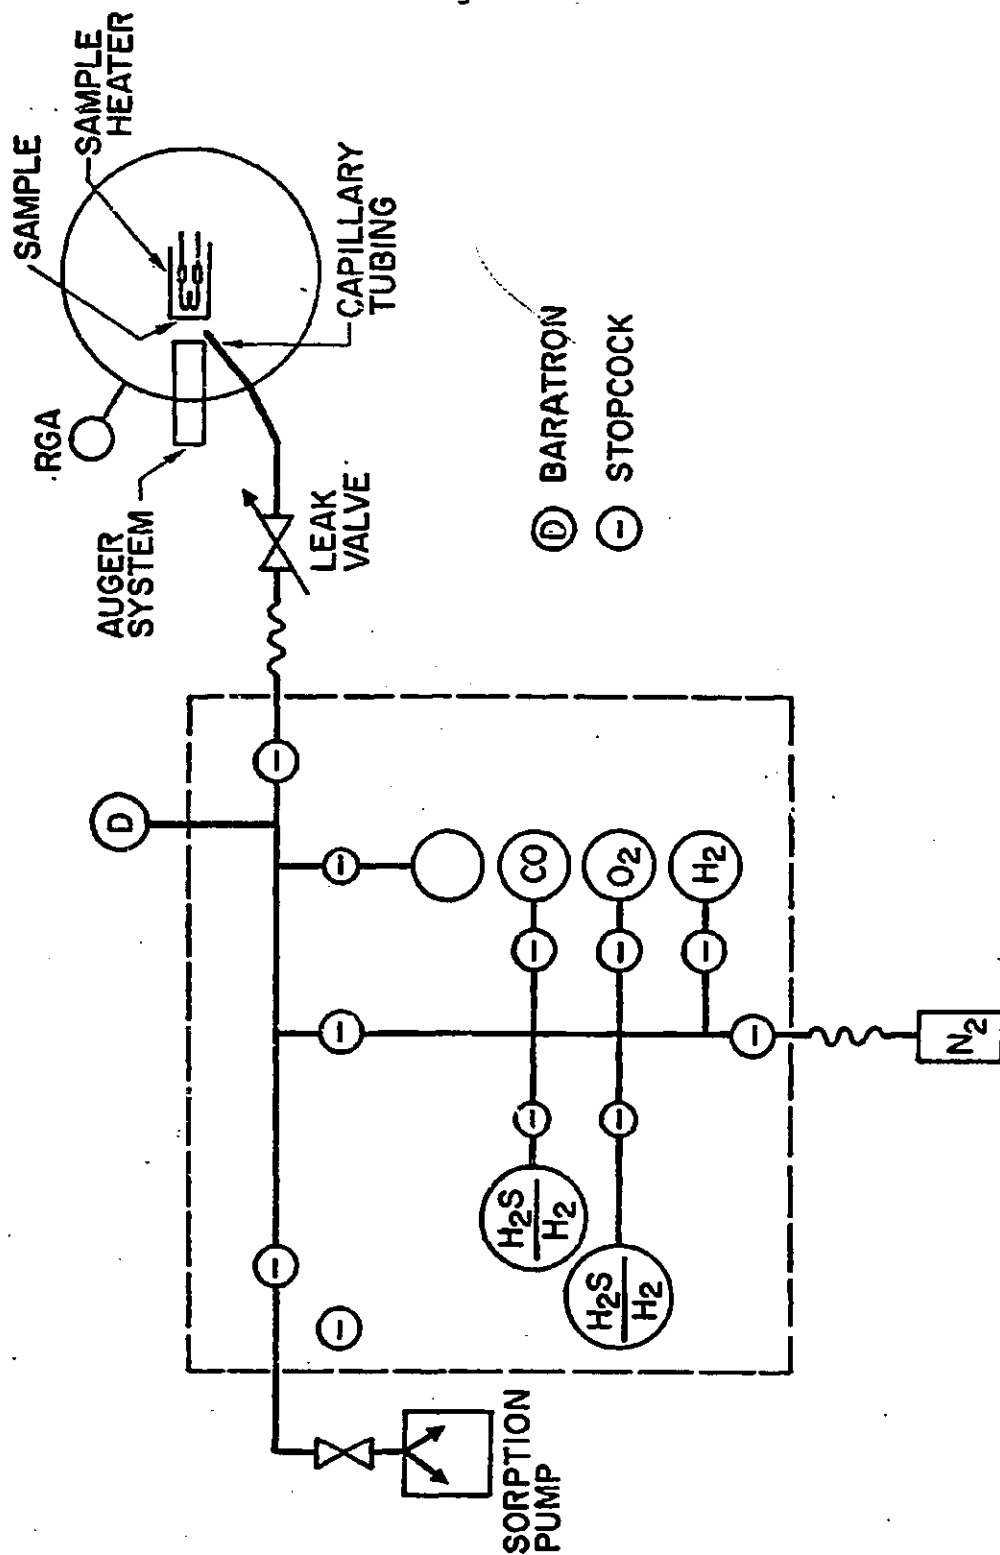 SAMPLE
SAMPLE
HEATER
RGA
AUGER
SYSTEM
CAPILLARY
TUBING
LEAK
VALVE
D BARATRON
− STOPCOCK
D
−
−
−
−
−
CO
−
O2
−
H2
−
H2S
H2
−
H2S
H2
−
−
N2
SORPTION
PUMP